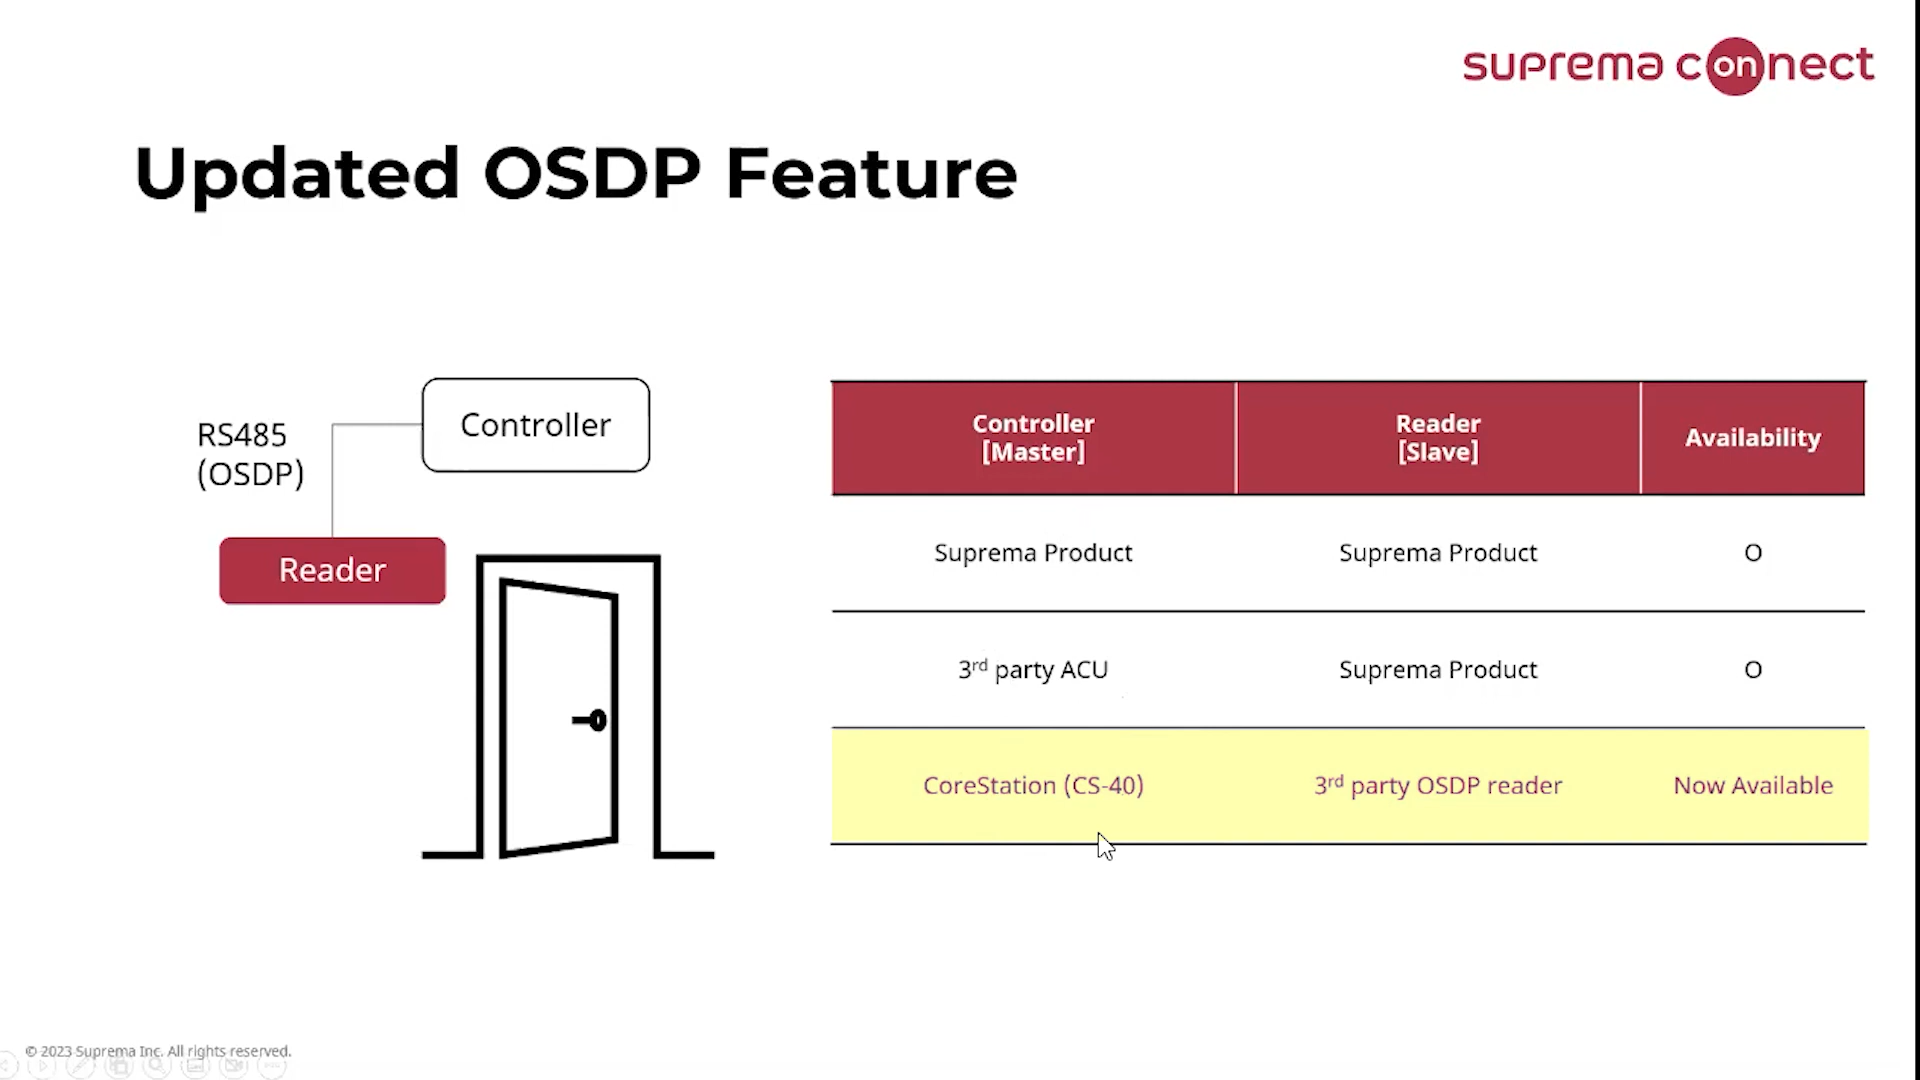 suprema connect
Updated OSDP Feature
RS485
(OSDP)
Controller
Reader
Controller
[Master]
Reader
[Slave]
Availability
Suprema Product
Suprema Product
O
3rd party ACU
Suprema Product
O
CoreStation (CS-40)
3rd party OSDP reader
Now Available
© 2023 Suprema Inc. All rights reserved.